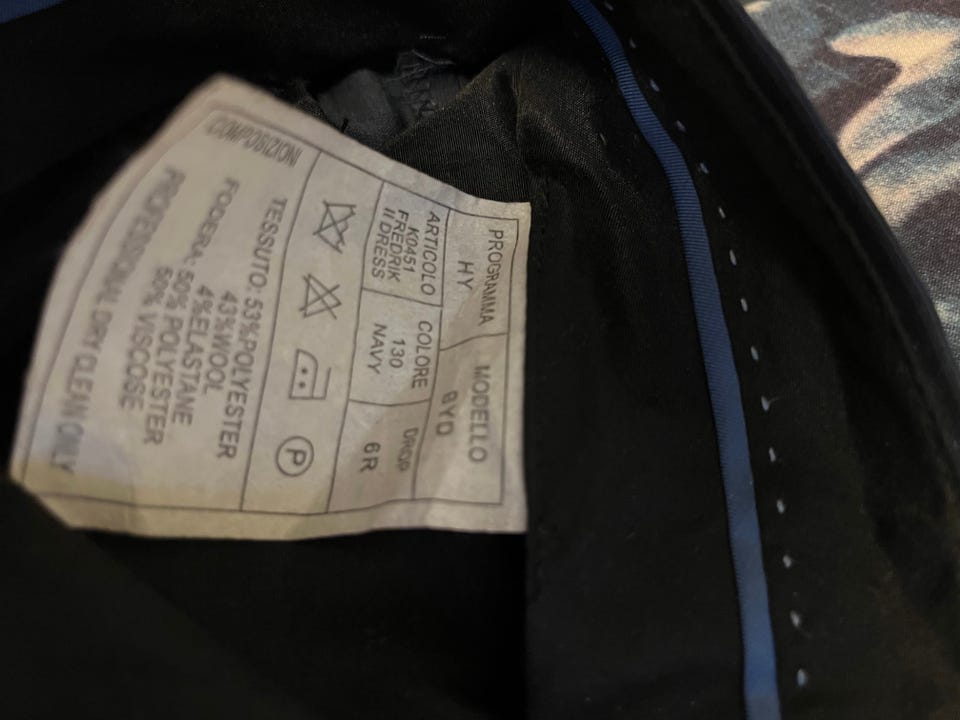 PROGRAMMA
HY
MODELLO
BYD
ARTICOLO
K0451
FREDRIK
II DRESS
COLORE
130
NAVY
DROP
6R
P
TESSUTO: 53%POLYESTER
43%WOOL
4%ELASTANE
FODERA: 50% POLYESTER
50% VISCOSE
PROFESSIONAL DRY CLEAN ONLY